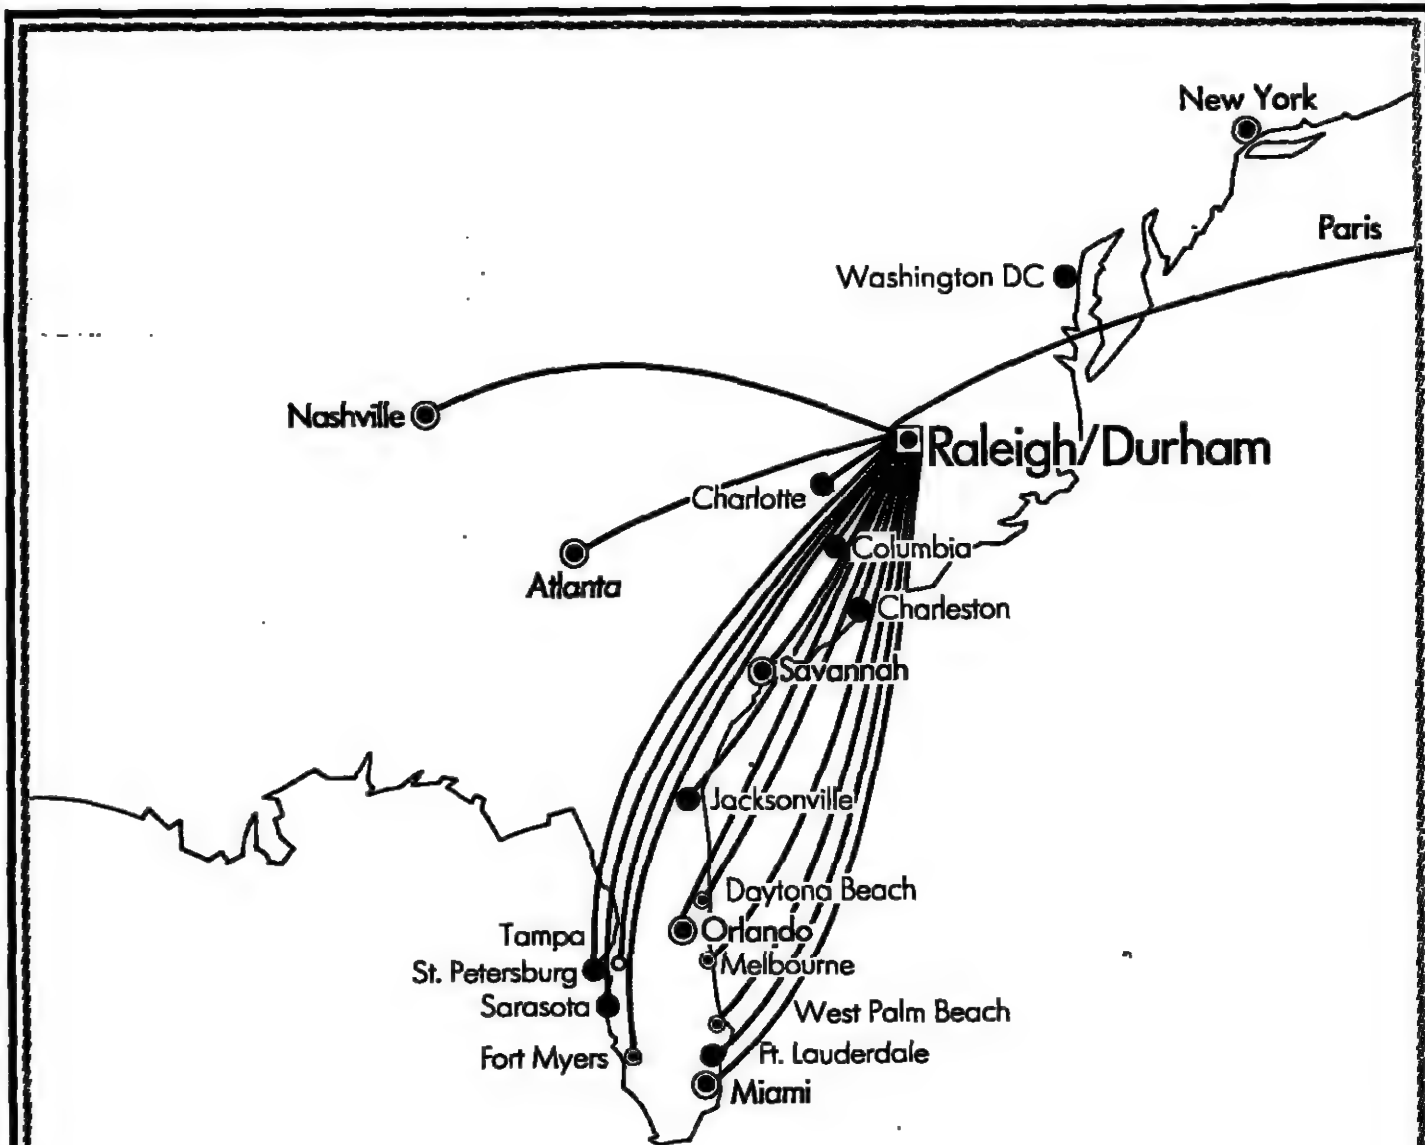 New York
Paris
Washington DC
Nashville
Raleigh/Durham
Charlotte
Columbia
Atlanta
Charleston
Savannah
Jacksonville
Daytona Beach
Tampa
Orlando
St. Petersburg
Melbourne
Sarasota
West Palm Beach
Fort Myers
Ft. Lauderdale
Miami